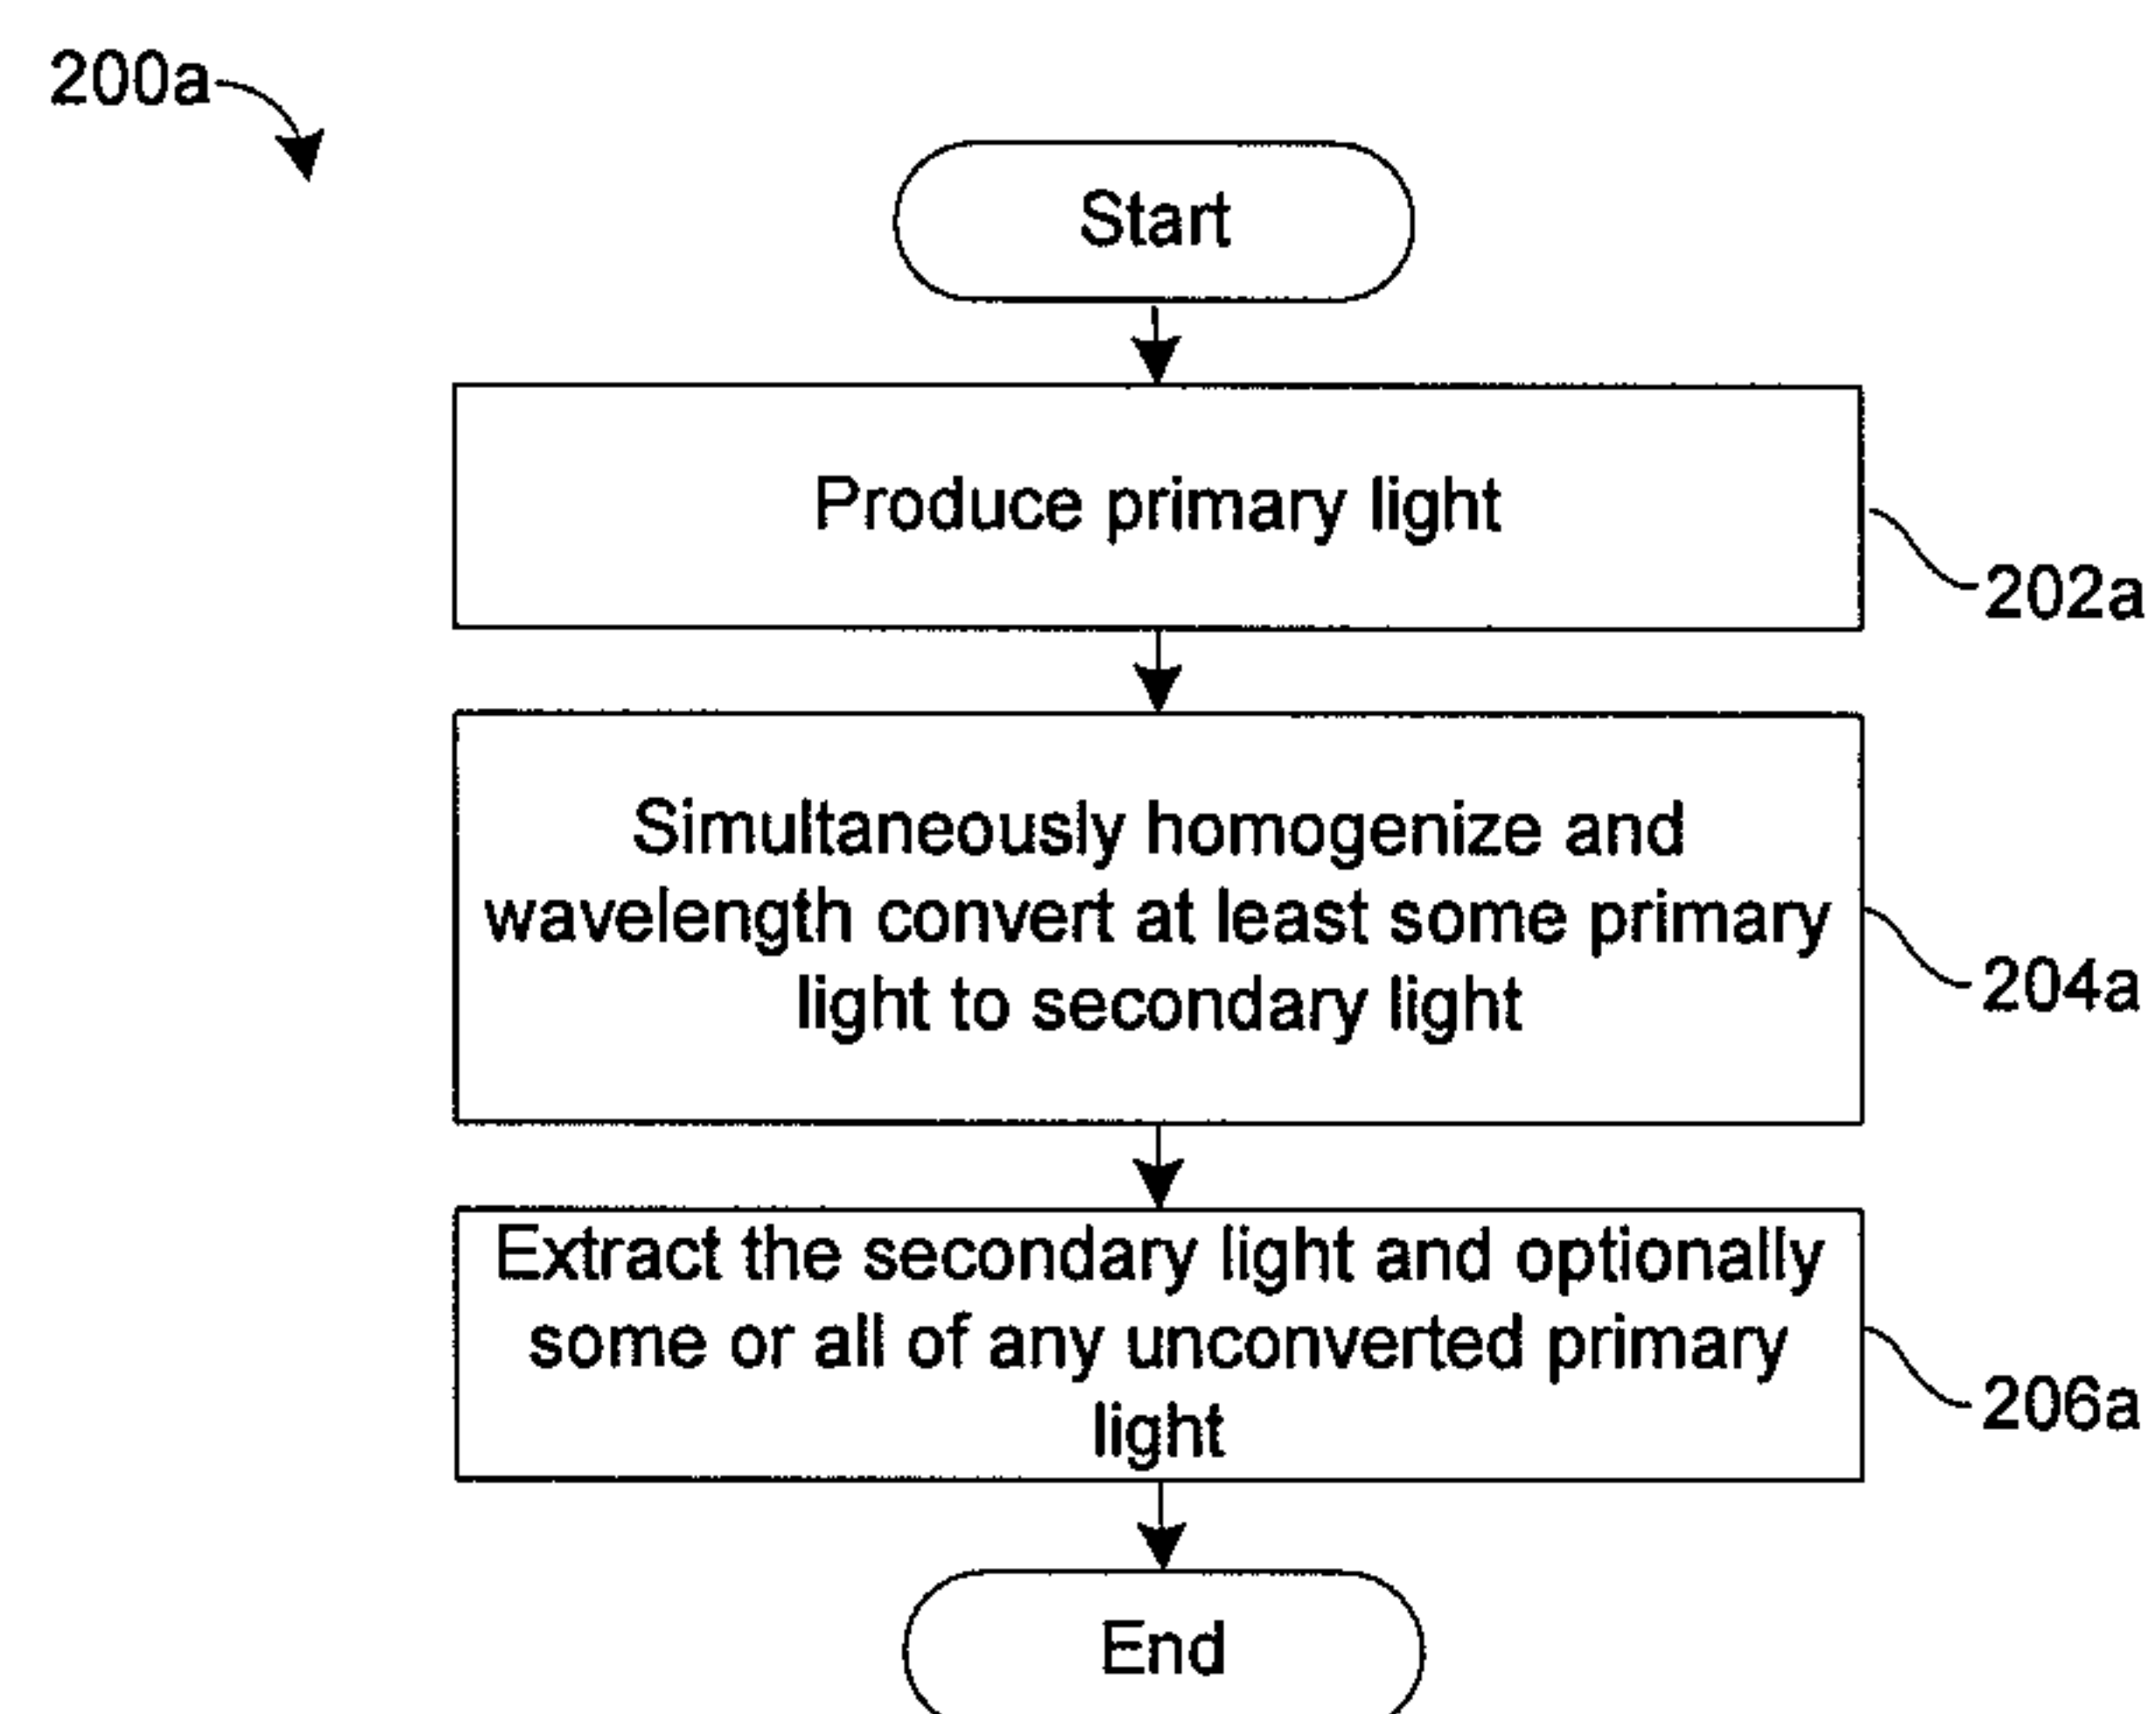 200a
Start
Produce primary light
202a
Simultaneously homogenize and
wavelength convert at least some primary
light to secondary light
204a
Extract the secondary light and optionally
some or all of any unconverted primary
light
206a
End